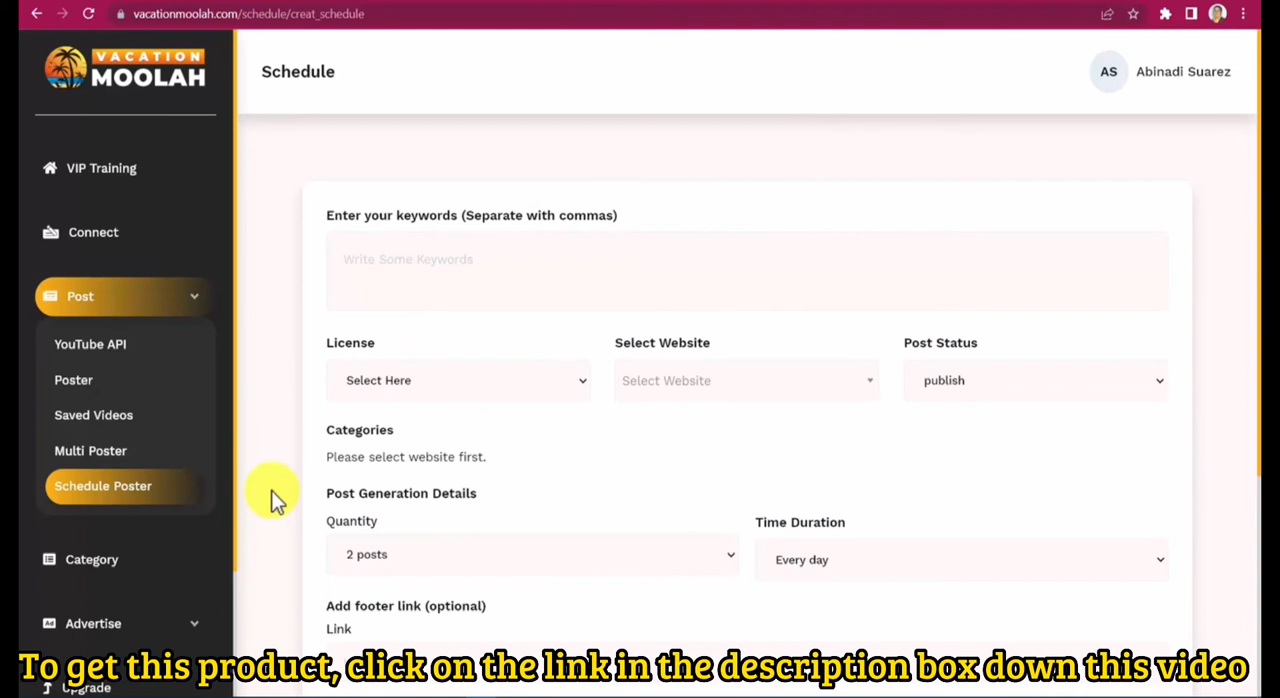 vacationmoolah.com/schedule/creat_schedule
VACATION
MOOLAH
Schedule
AS
Abinadi Suarez
VIP Training
Connect
Post
YouTube API
Poster
Saved Videos
Multi Poster
Schedule Poster
Category
Ad
Advertise
Upgrade
Enter your keywords (Separate with commas)
Write Some Keywords
License
Select Website
Post Status
Select Here
Select Website
publish
Categories
Please select website first.
Post Generation Details
Quantity
Time Duration
2 posts
Every day
Add footer link (optional)
Link
To get this product, click on the link in the description box down this video